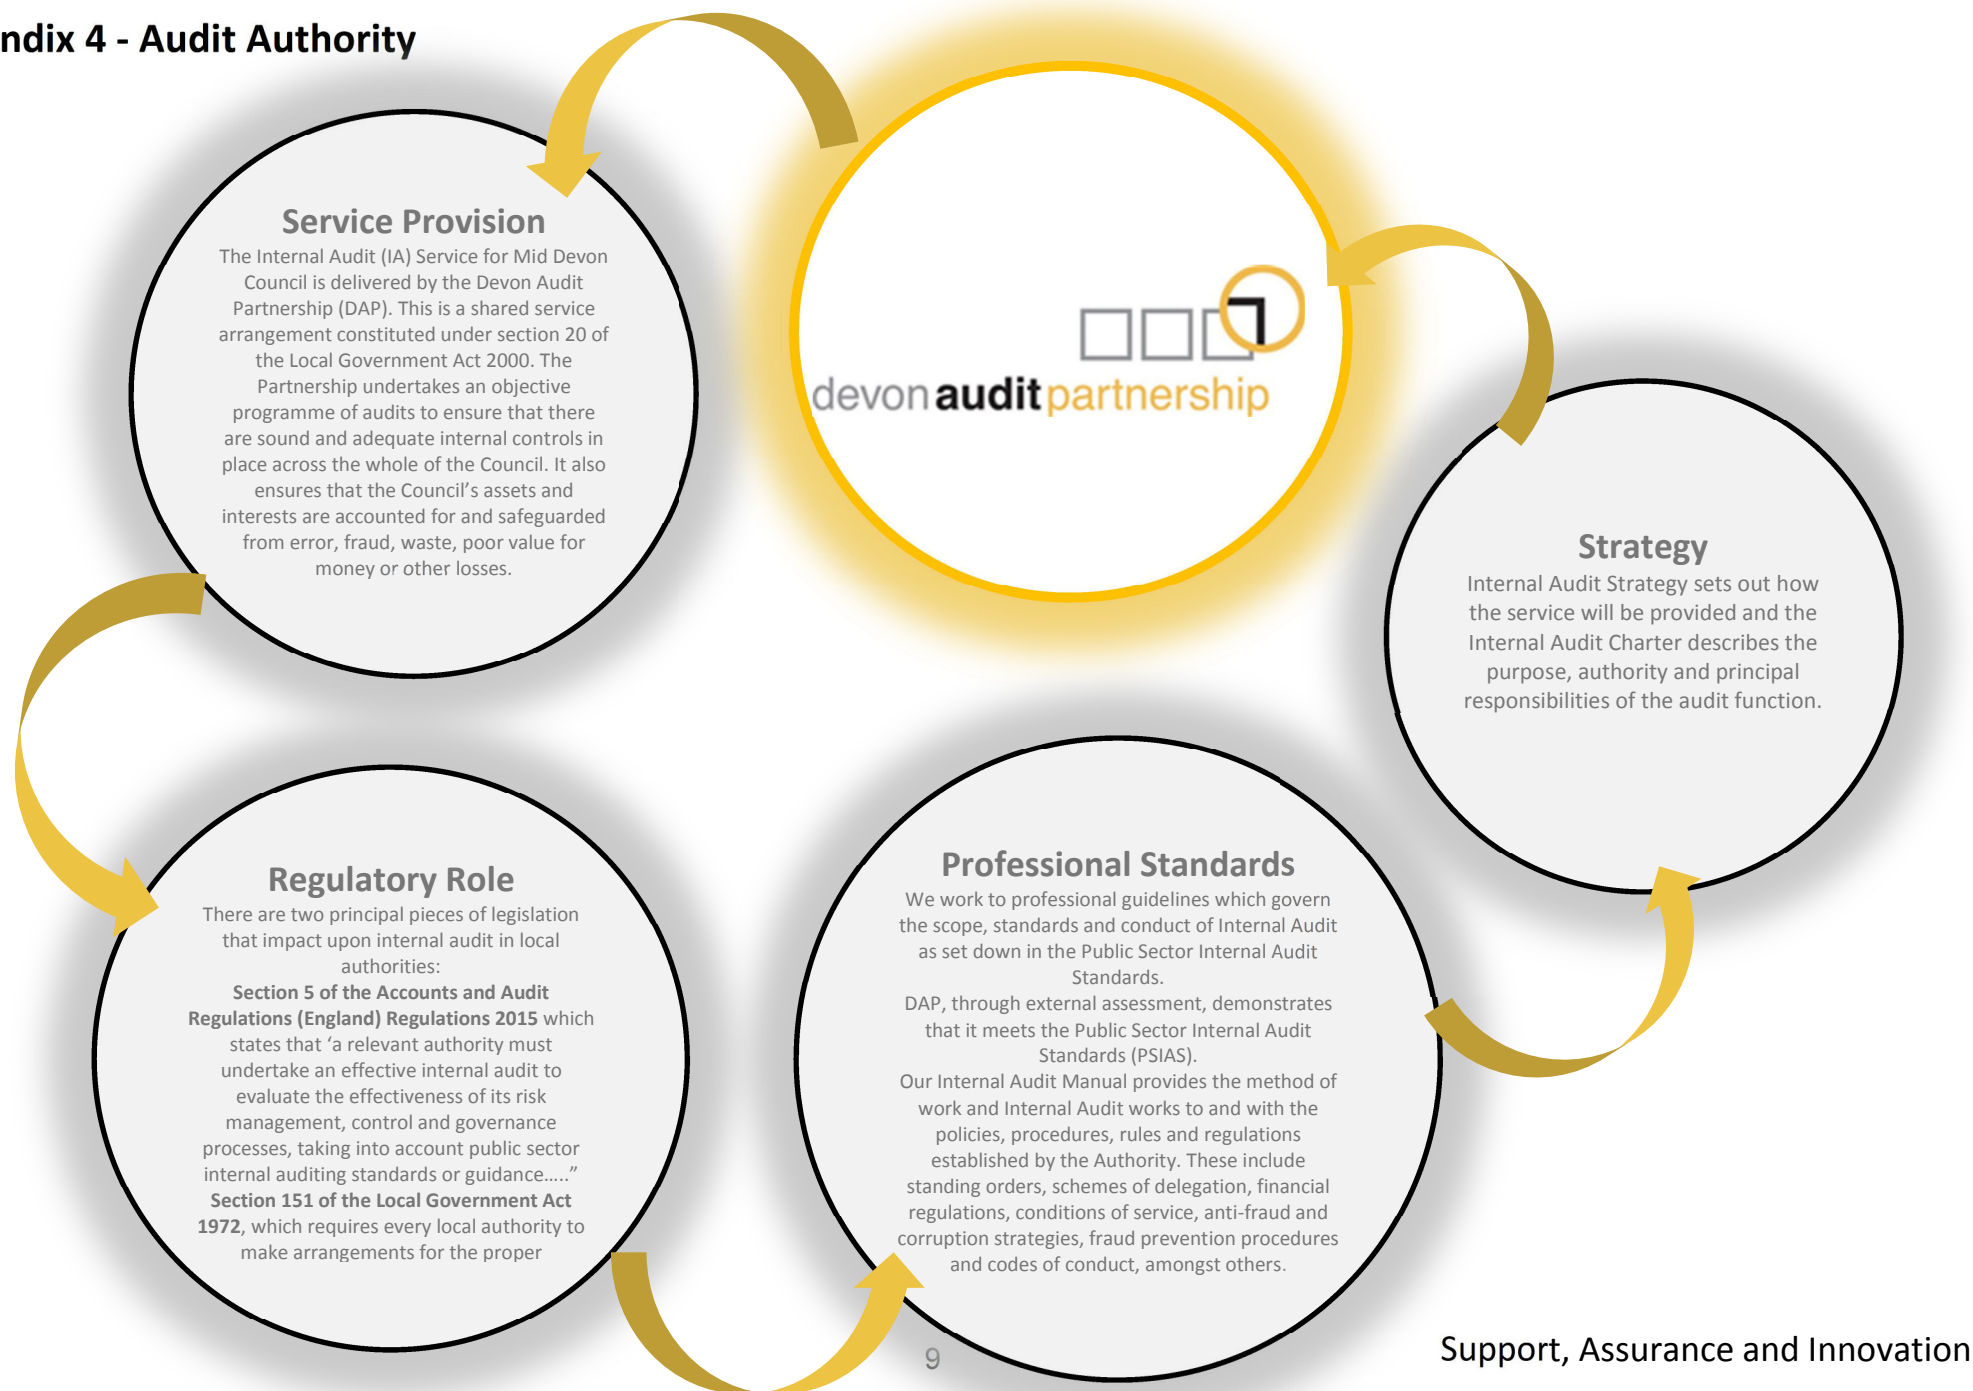 ndix 4 - Audit Authority
devonauditpartnership
Service Provision
The Internal Audit (IA) Service for Mid Devon
Council is delivered by the Devon Audit
Partnership (DAP). This is a shared service
arrangement constituted under section 20 of
the Local Government Act 2000. The
Partnership undertakes an objective
programme of audits to ensure that there
are sound and adequate internal controls in
place across the whole of the Council. It also
ensures that the Council’s assets and
interests are accounted for and safeguarded
from error, fraud, waste, poor value for
money or other losses.
Regulatory Role
There are two principal pieces of legislation
that impact upon internal audit in local
authorities:
Section 5 of the Accounts and Audit
Regulations (England) Regulations 2015 which
states that ‘a relevant authority must
undertake an effective internal audit to
evaluate the effectiveness of its risk
management, control and governance
processes, taking into account public sector
internal auditing standards or guidance…..”
Section 151 of the Local Government Act
1972, which requires every local authority to
make arrangements for the proper
Professional Standards
We work to professional guidelines which govern
the scope, standards and conduct of Internal Audit
as set down in the Public Sector Internal Audit
Standards.
DAP, through external assessment, demonstrates
that it meets the Public Sector Internal Audit
Standards (PSIAS).
Our Internal Audit Manual provides the method of
work and Internal Audit works to and with the
policies, procedures, rules and regulations
established by the Authority. These include
standing orders, schemes of delegation, financial
regulations, conditions of service, anti-fraud and
corruption strategies, fraud prevention procedures
and codes of conduct, amongst others.
Strategy
Internal Audit Strategy sets out how
the service will be provided and the
Internal Audit Charter describes the
purpose, authority and principal
responsibilities of the audit function.
9
Support, Assurance and Innovation